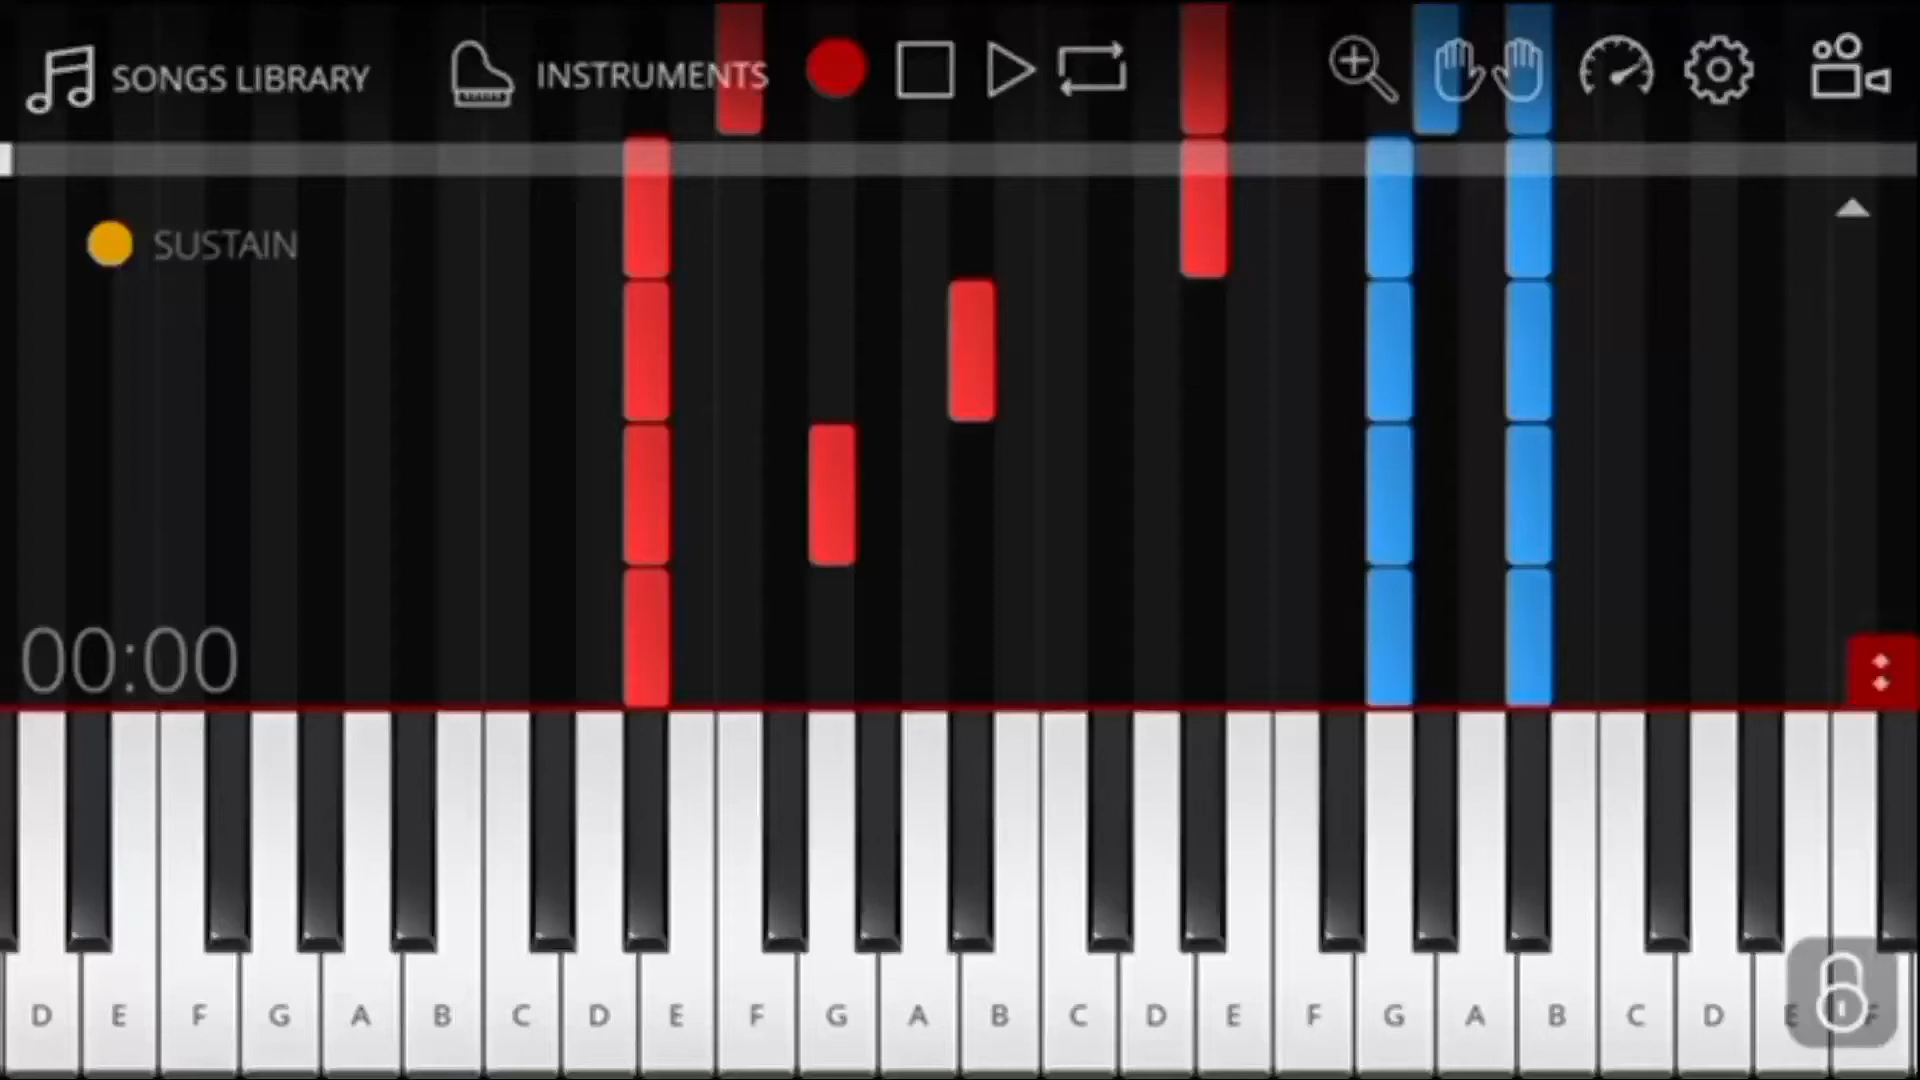 SONGS LIBRARY
INSTRUMENTS
SUSTAIN
00:00
D E F G A B C D E F G A B C D E F G A B C D E F